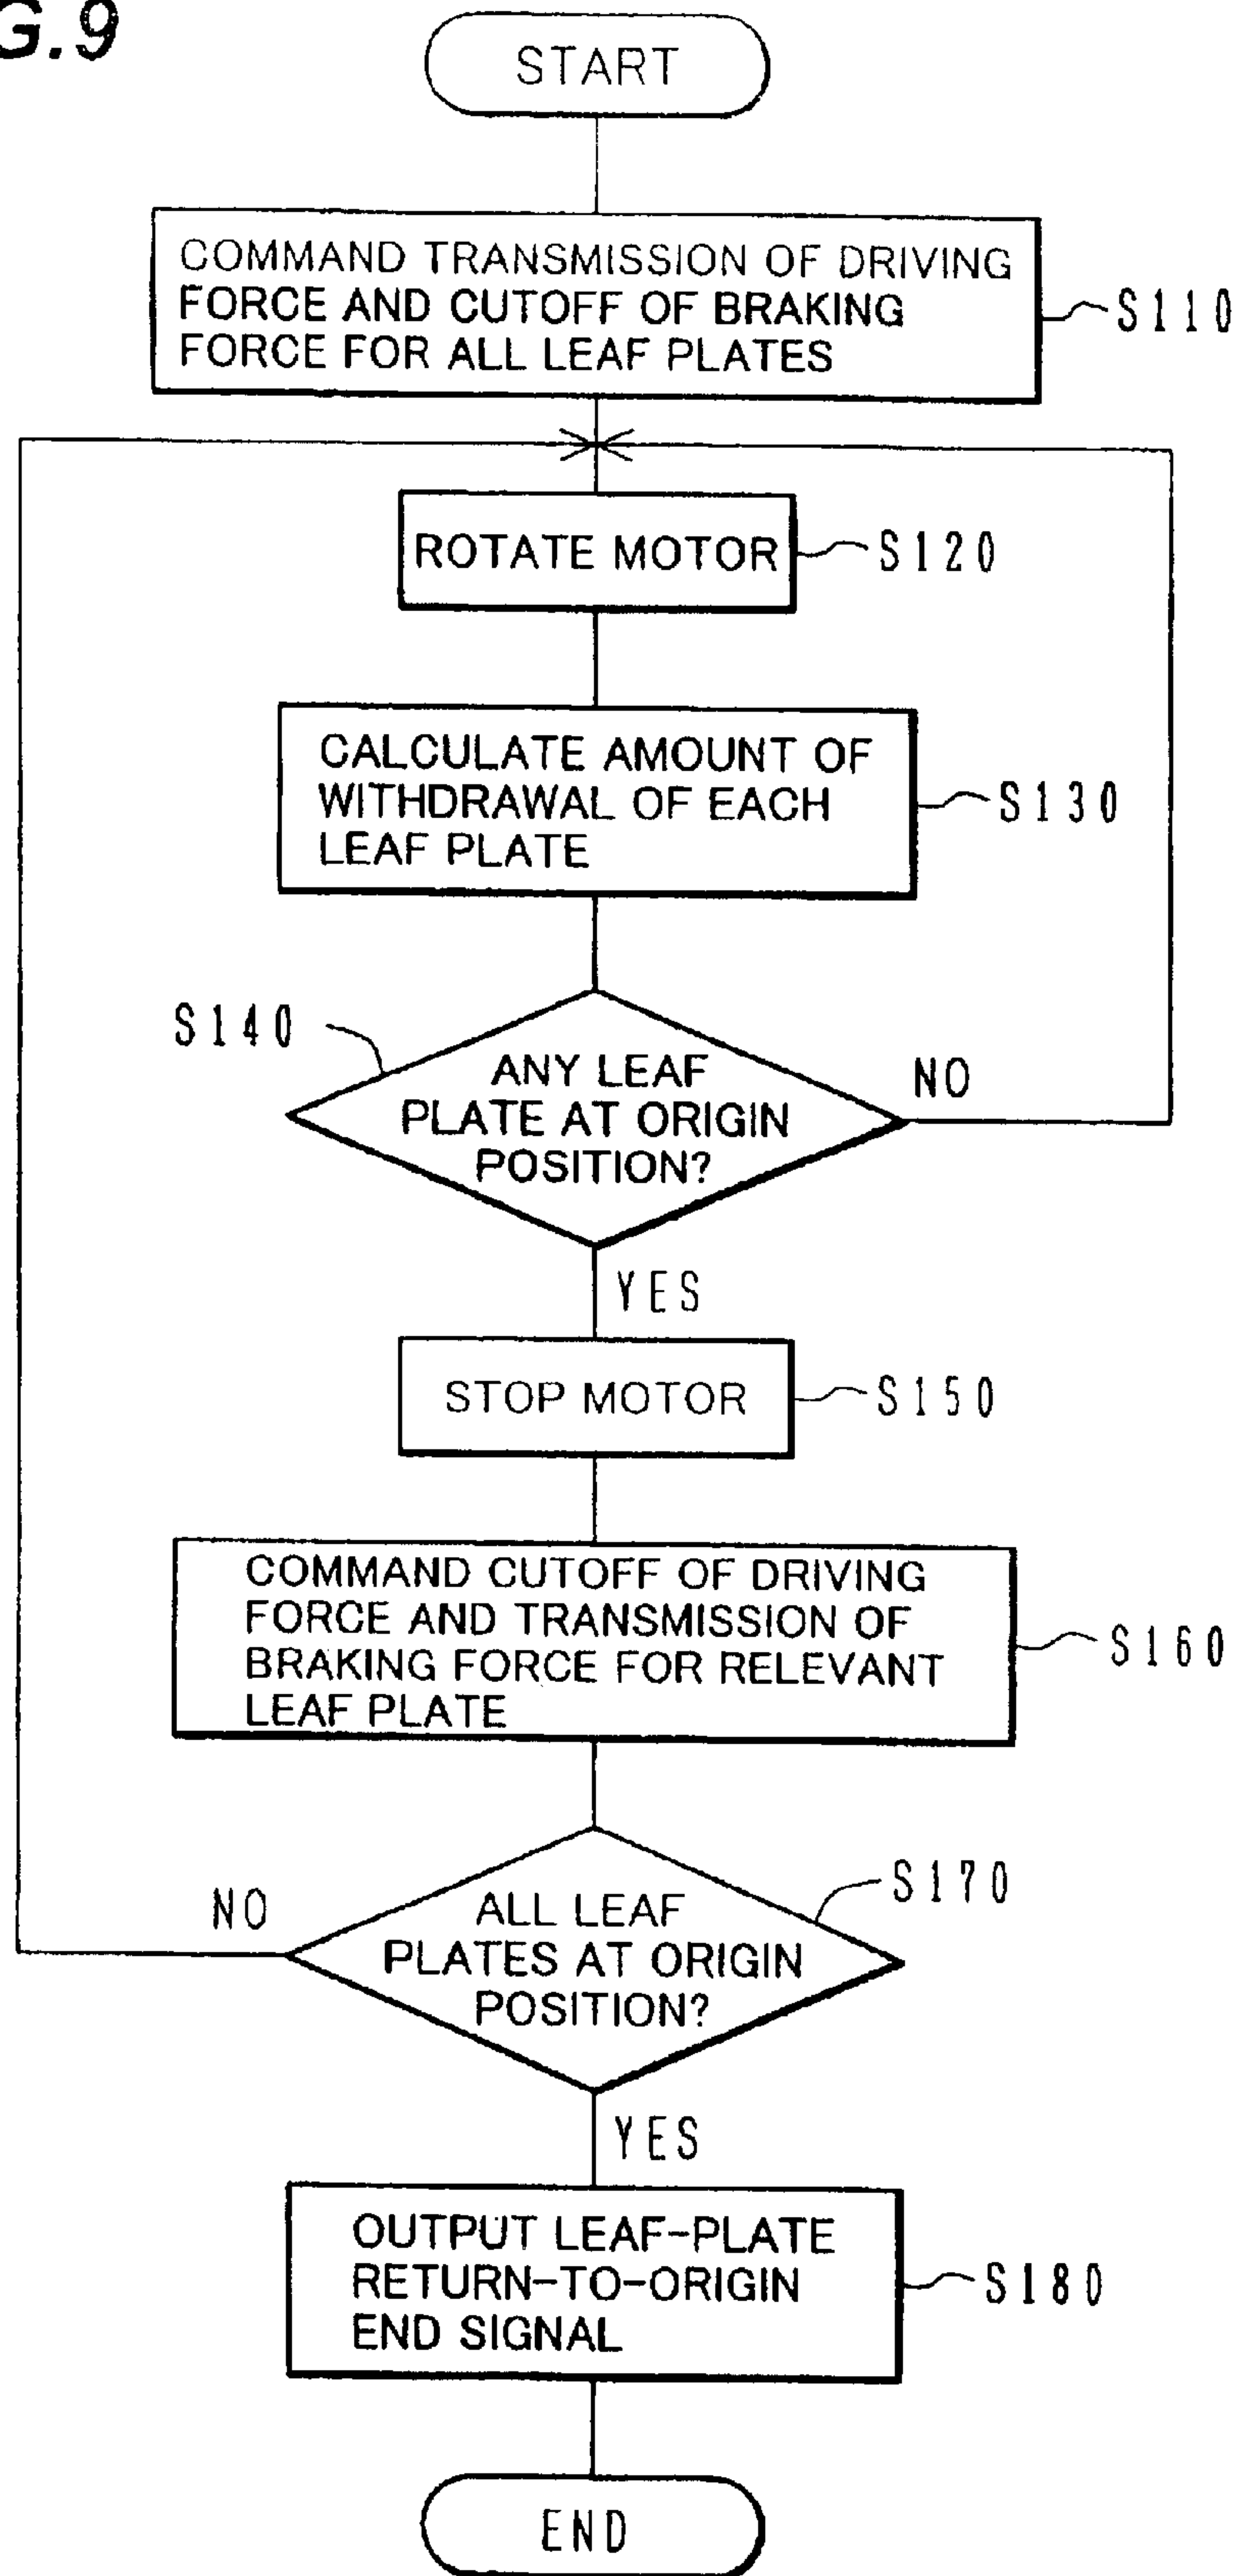 G.9
START
COMMAND TRANSMISSION OF DRIVING
FORCE AND CUTOFF OF BRAKING
FORCE FOR ALL LEAF PLATES
S110
ROTATE MOTOR
S120
CALCULATE AMOUNT OF
WITHDRAWAL OF EACH
LEAF PLATE
S130
S140
ANY LEAF
PLATE AT ORIGIN
POSITION?
NO
YES
STOP MOTOR
S150
COMMAND CUTOFF OF DRIVING
FORCE AND TRANSMISSION OF
BRAKING FORCE FOR RELEVANT
LEAF PLATE
S160
S170
NO
ALL LEAF
PLATES AT ORIGIN
POSITION?
YES
OUTPUT LEAF-PLATE
RETURN-TO-ORIGIN
END SIGNAL
S180
END